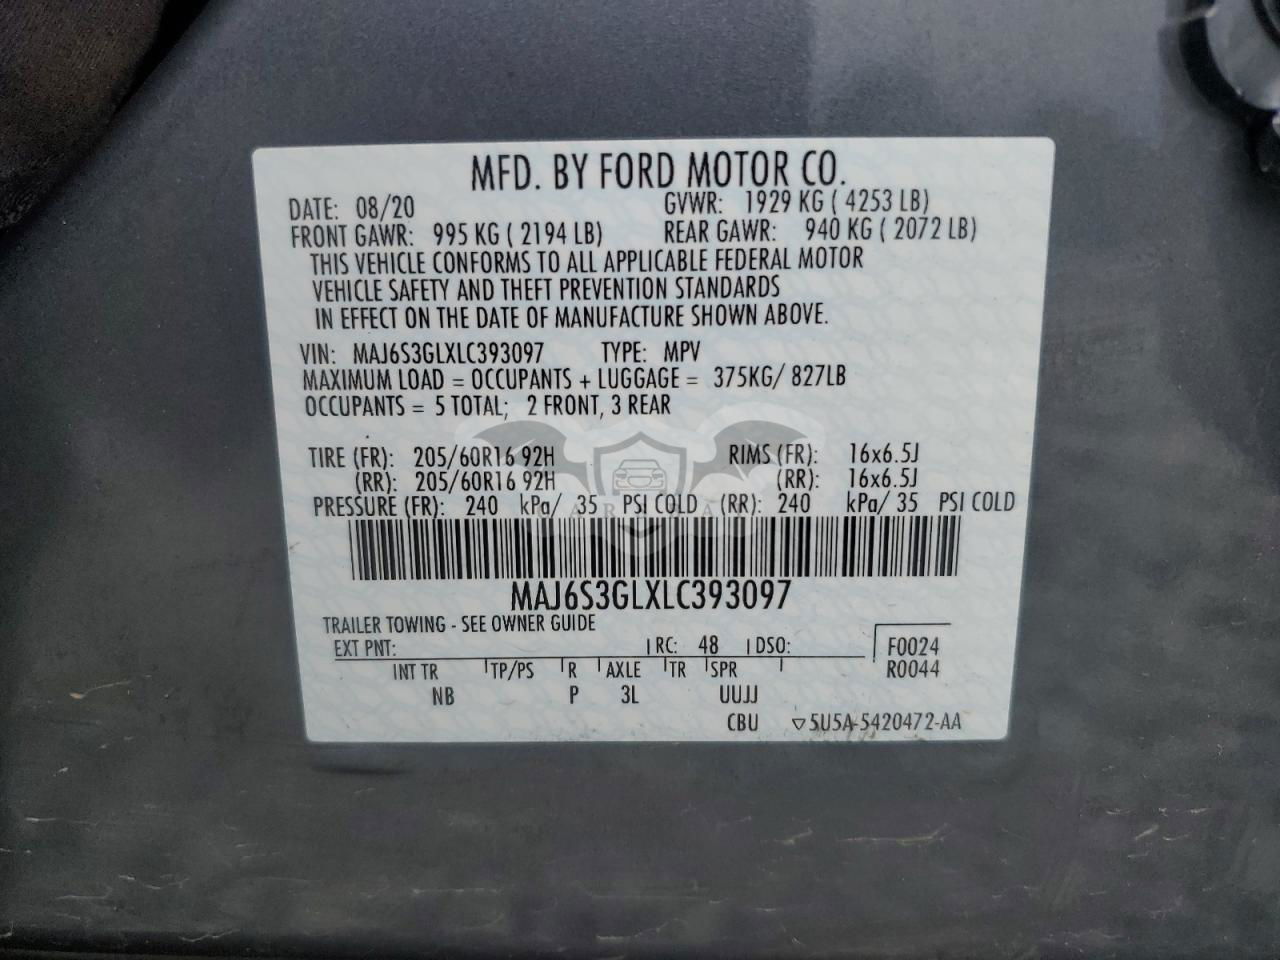 MFD. BY FORD MOTOR CO.
DATE: 08/20 GVWR: 1929 KG ( 4253 LB)
FRONT GAWR: 995 KG ( 2194 LB) REAR GAWR: 940 KG ( 2072 LB)
THIS VEHICLE CONFORMS TO ALL APPLICABLE FEDERAL MOTOR
VEHICLE SAFETY AND THEFT PREVENTION STANDARDS
IN EFFECT ON THE DATE OF MANUFACTURE SHOWN ABOVE.
VIN: MAJ6S3GLXLC393097 TYPE: MPV
MAXIMUM LOAD = OCCUPANTS + LUGGAGE = 375KG/ 827LB
OCCUPANTS = 5 TOTAL; 2 FRONT, 3 REAR
TIRE (FR): 205/60R16 92H RIMS (FR): 16x6.5J
(RR): 205/60R16 92H (RR): 16x6.5J
PRESSURE (FR): 240 kPa/ 35 PSI COLD (RR): 240 kPa/ 35 PSI COLD
MAJ6S3GLXLC393097
TRAILER TOWING - SEE OWNER GUIDE
EXT PNT: RC: 48 DSO: F0024
INT TR TP/PS R AXLE TR SPR R0044
NB P 3L UUJJ
CBU ▽5U5A-5420472-AA